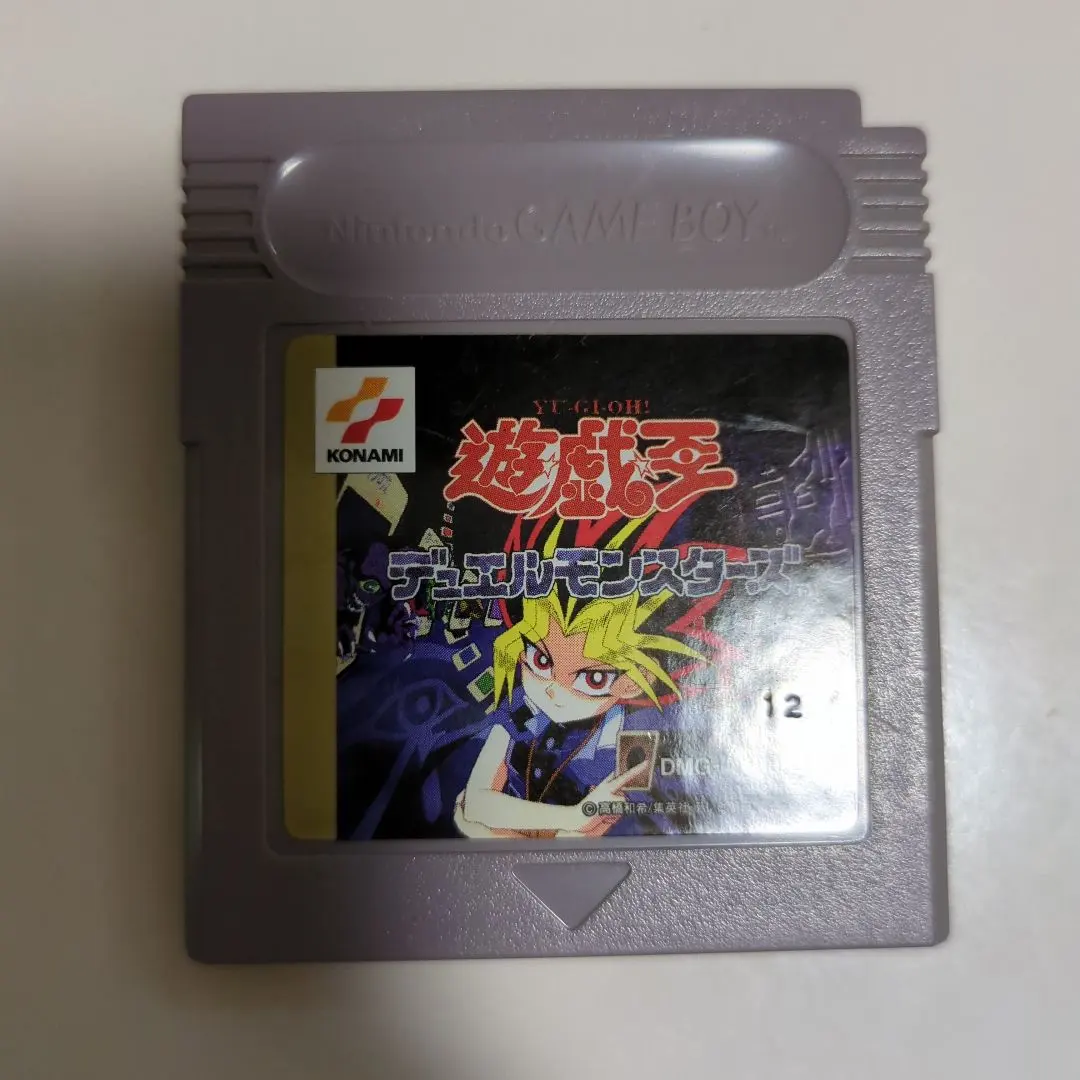 Nintendo GAME BOY
KONAMI
YU-GI-OH!
遊戯王
デュエルモンスターズ
12
DMG-
©高橋和希/集英社